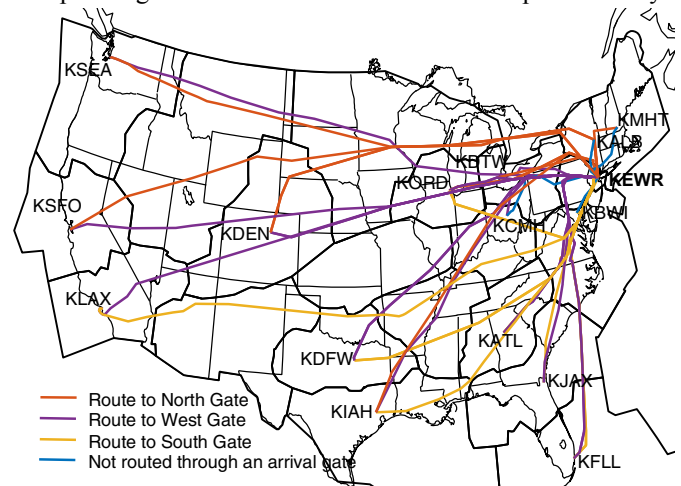 KSEA
KMHT
KALB
KDTW
KORD
KEWR
KSFO
KBWI
KCMH
KDEN
KLAX
KATL
KDFW
KJAX
Route to North Gate
KIAH
Route to West Gate
Route to South Gate
Not routed through an arrival gate
KFLL